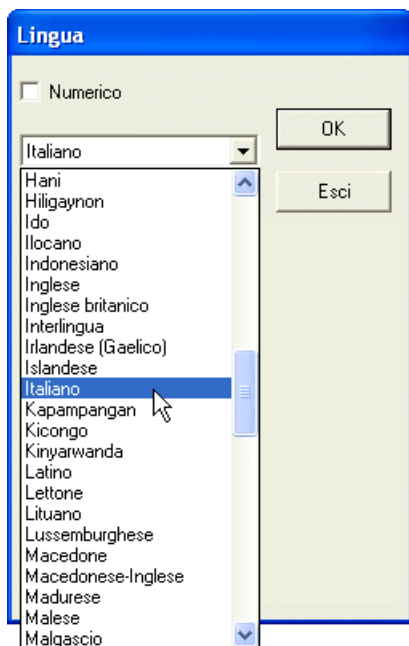 Lingua
Numerico
OK
Italiano
Esci
Hani
Hiligaynon
Ido
Ilocano
Indonesiano
Inglese
Inglese britanico
Interlingua
Irlandese (Gaelico)
Islandese
Italiano
Kapampangan
Kicongo
Kinyarwanda
Latino
Lettone
Lituano
Lussemburghese
Macedone
Macedonese-Inglese
Madurese
Malese
Malgascio